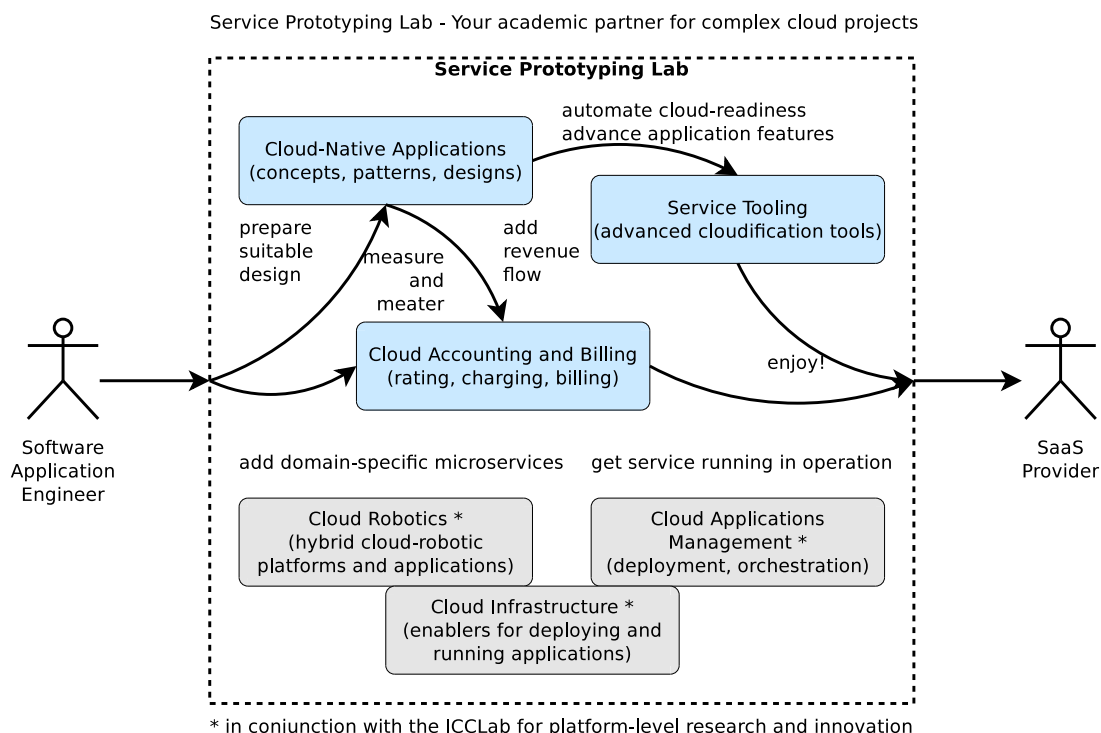 Service Prototyping Lab - Your academic partner for complex cloud projects
Service Prototyping Lab
automate cloud-readiness
advance application features
Cloud-Native Applications
(concepts, patterns, designs)
Service Tooling
(advanced cloudification tools)
prepare
suitable
design
measure
and
meater
add
revenue
flow
Cloud Accounting and Billing
(rating, charging, billing)
enjoy!
Software
Application
Engineer
SaaS
Provider
add domain-specific microservices
get service running in operation
Cloud Robotics *
(hybrid cloud-robotic
platforms and applications)
Cloud Applications
Management *
(deployment, orchestration)
Cloud Infrastructure *
(enablers for deploying and
running applications)
* in conjunction with the ICCLab for platform-level research and innovation